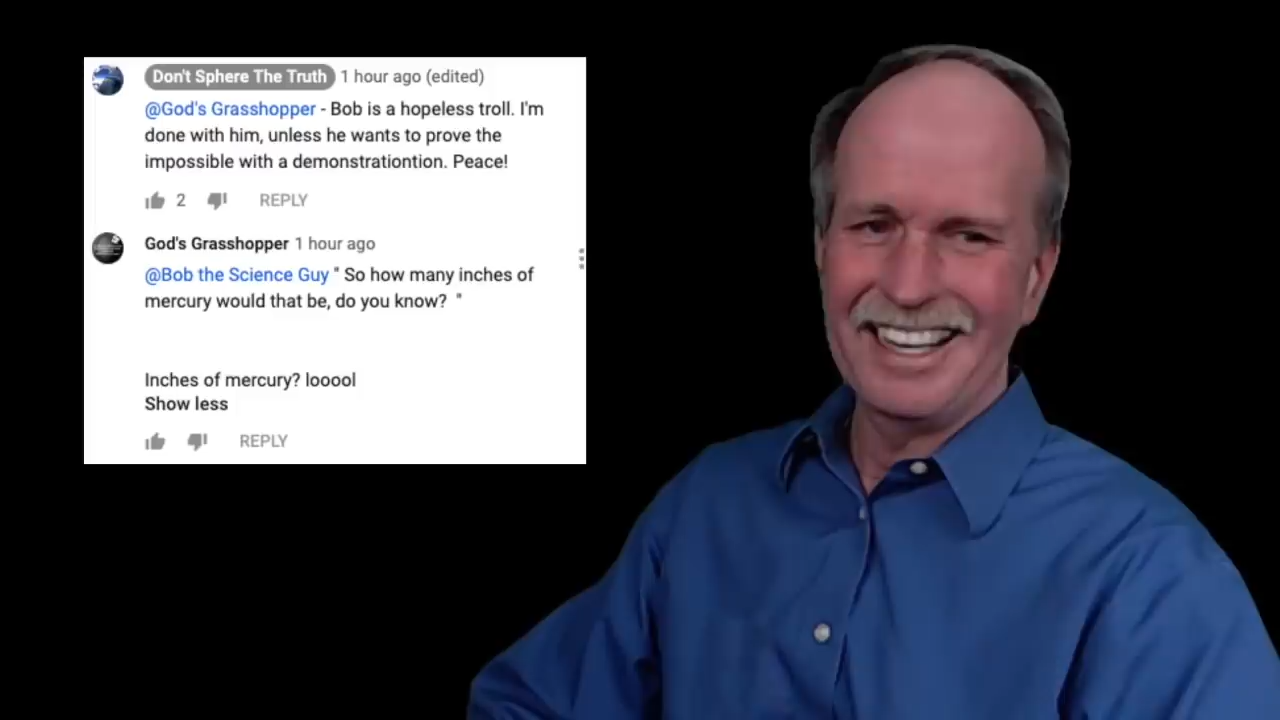 Don't Sphere The Truth 1 hour ago (edited)
@God's Grasshopper - Bob is a hopeless troll. I'm
done with him, unless he wants to prove the
impossible with a demonstrationtion. Peace!
2 REPLY
God's Grasshopper 1 hour ago
@Bob the Science Guy " So how many inches of
mercury would that be, do you know? "
Inches of mercury? looool
Show less
REPLY